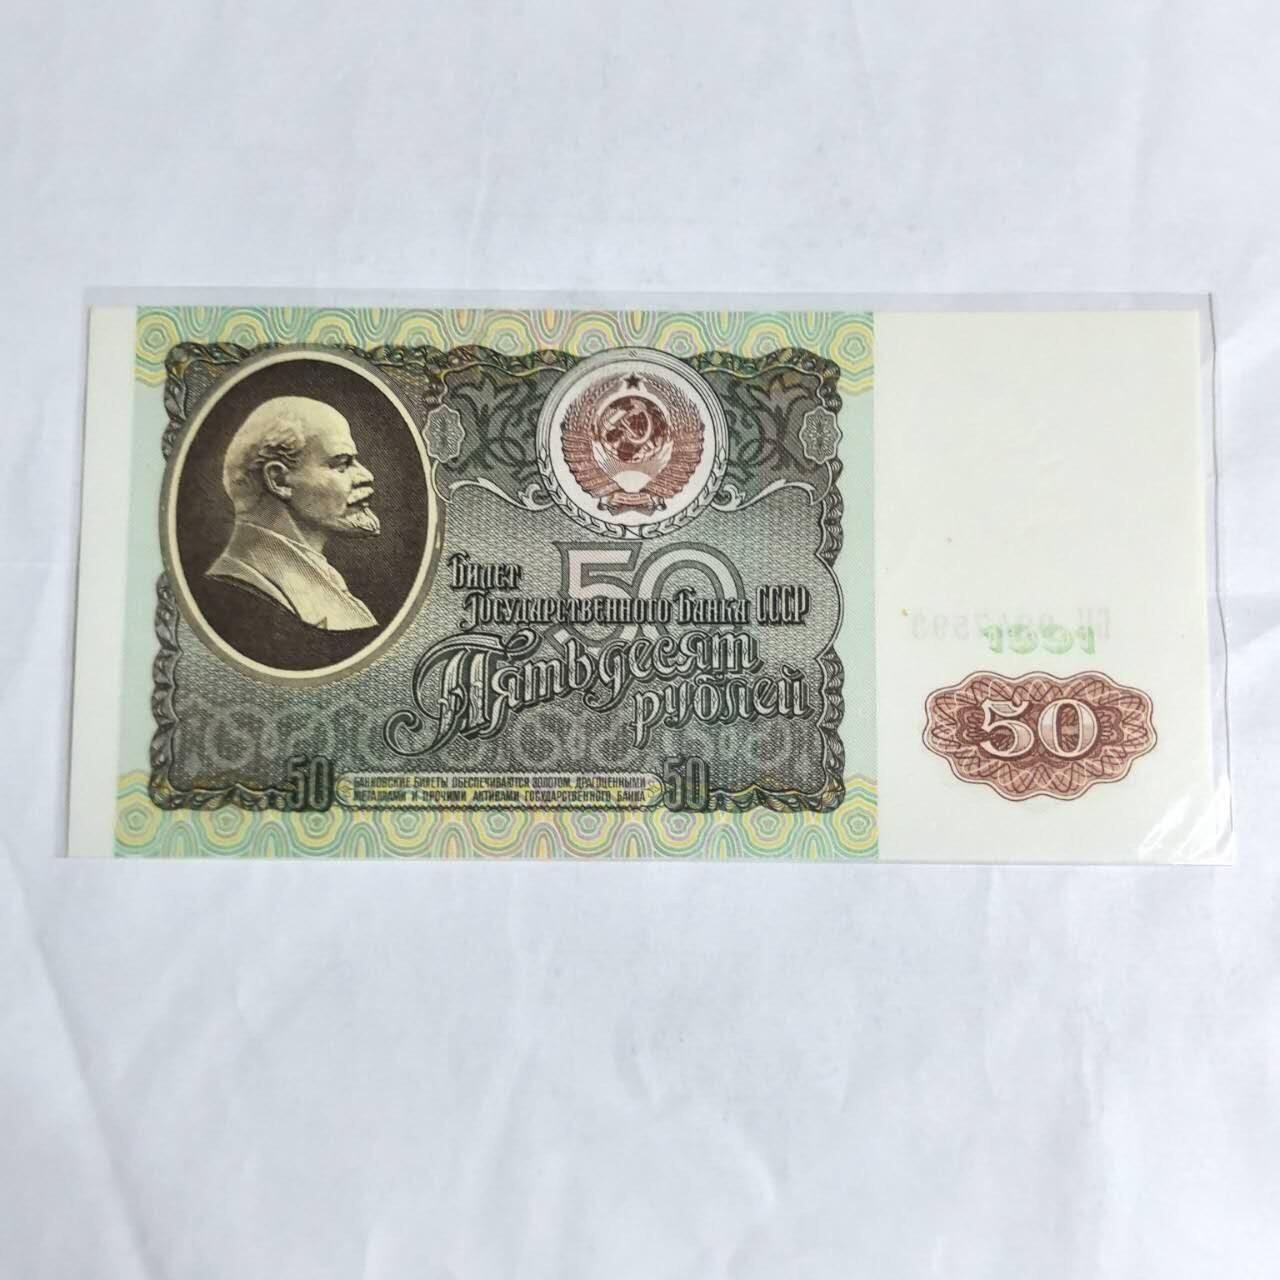 50
Билет
Государственного Банка СССР
Пятьдесят
рублей
1991
50
50
БАНКОВСКИЕ БИЛЕТЫ ОБЕСПЕЧИВАЮТСЯ ЗОЛОТОМ, ДРАГОЦЕННЫМИ
МЕТАЛЛАМИ И ПРОЧИМИ АКТИВАМИ ГОСУДАРСТВЕННОГО БАНКА
50